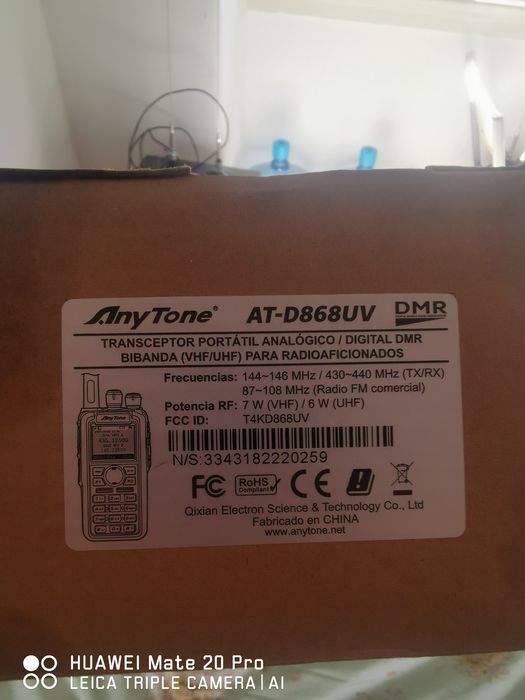 AnyTone® AT-D868UV DMR
TRANSCEPTOR PORTÁTIL ANALÓGICO / DIGITAL DMR
BIBANDA (VHF/UHF) PARA RADIOAFICIONADOS
Frecuencias: 144~146 MHz / 430~440 MHz (TX/RX)
87~108 MHz (Radio FM comercial)
Potencia RF: 7 W (VHF) / 6 W (UHF)
FCC ID: T4KD868UV
AnyTone
N/S:3343182220259
FC RoHS Compliant CE
Qixian Electron Science & Technology Co., Ltd
Fabricado en CHINA
www.anytone.net
HUAWEI Mate 20 Pro
LEICA TRIPLE CAMERA | AI